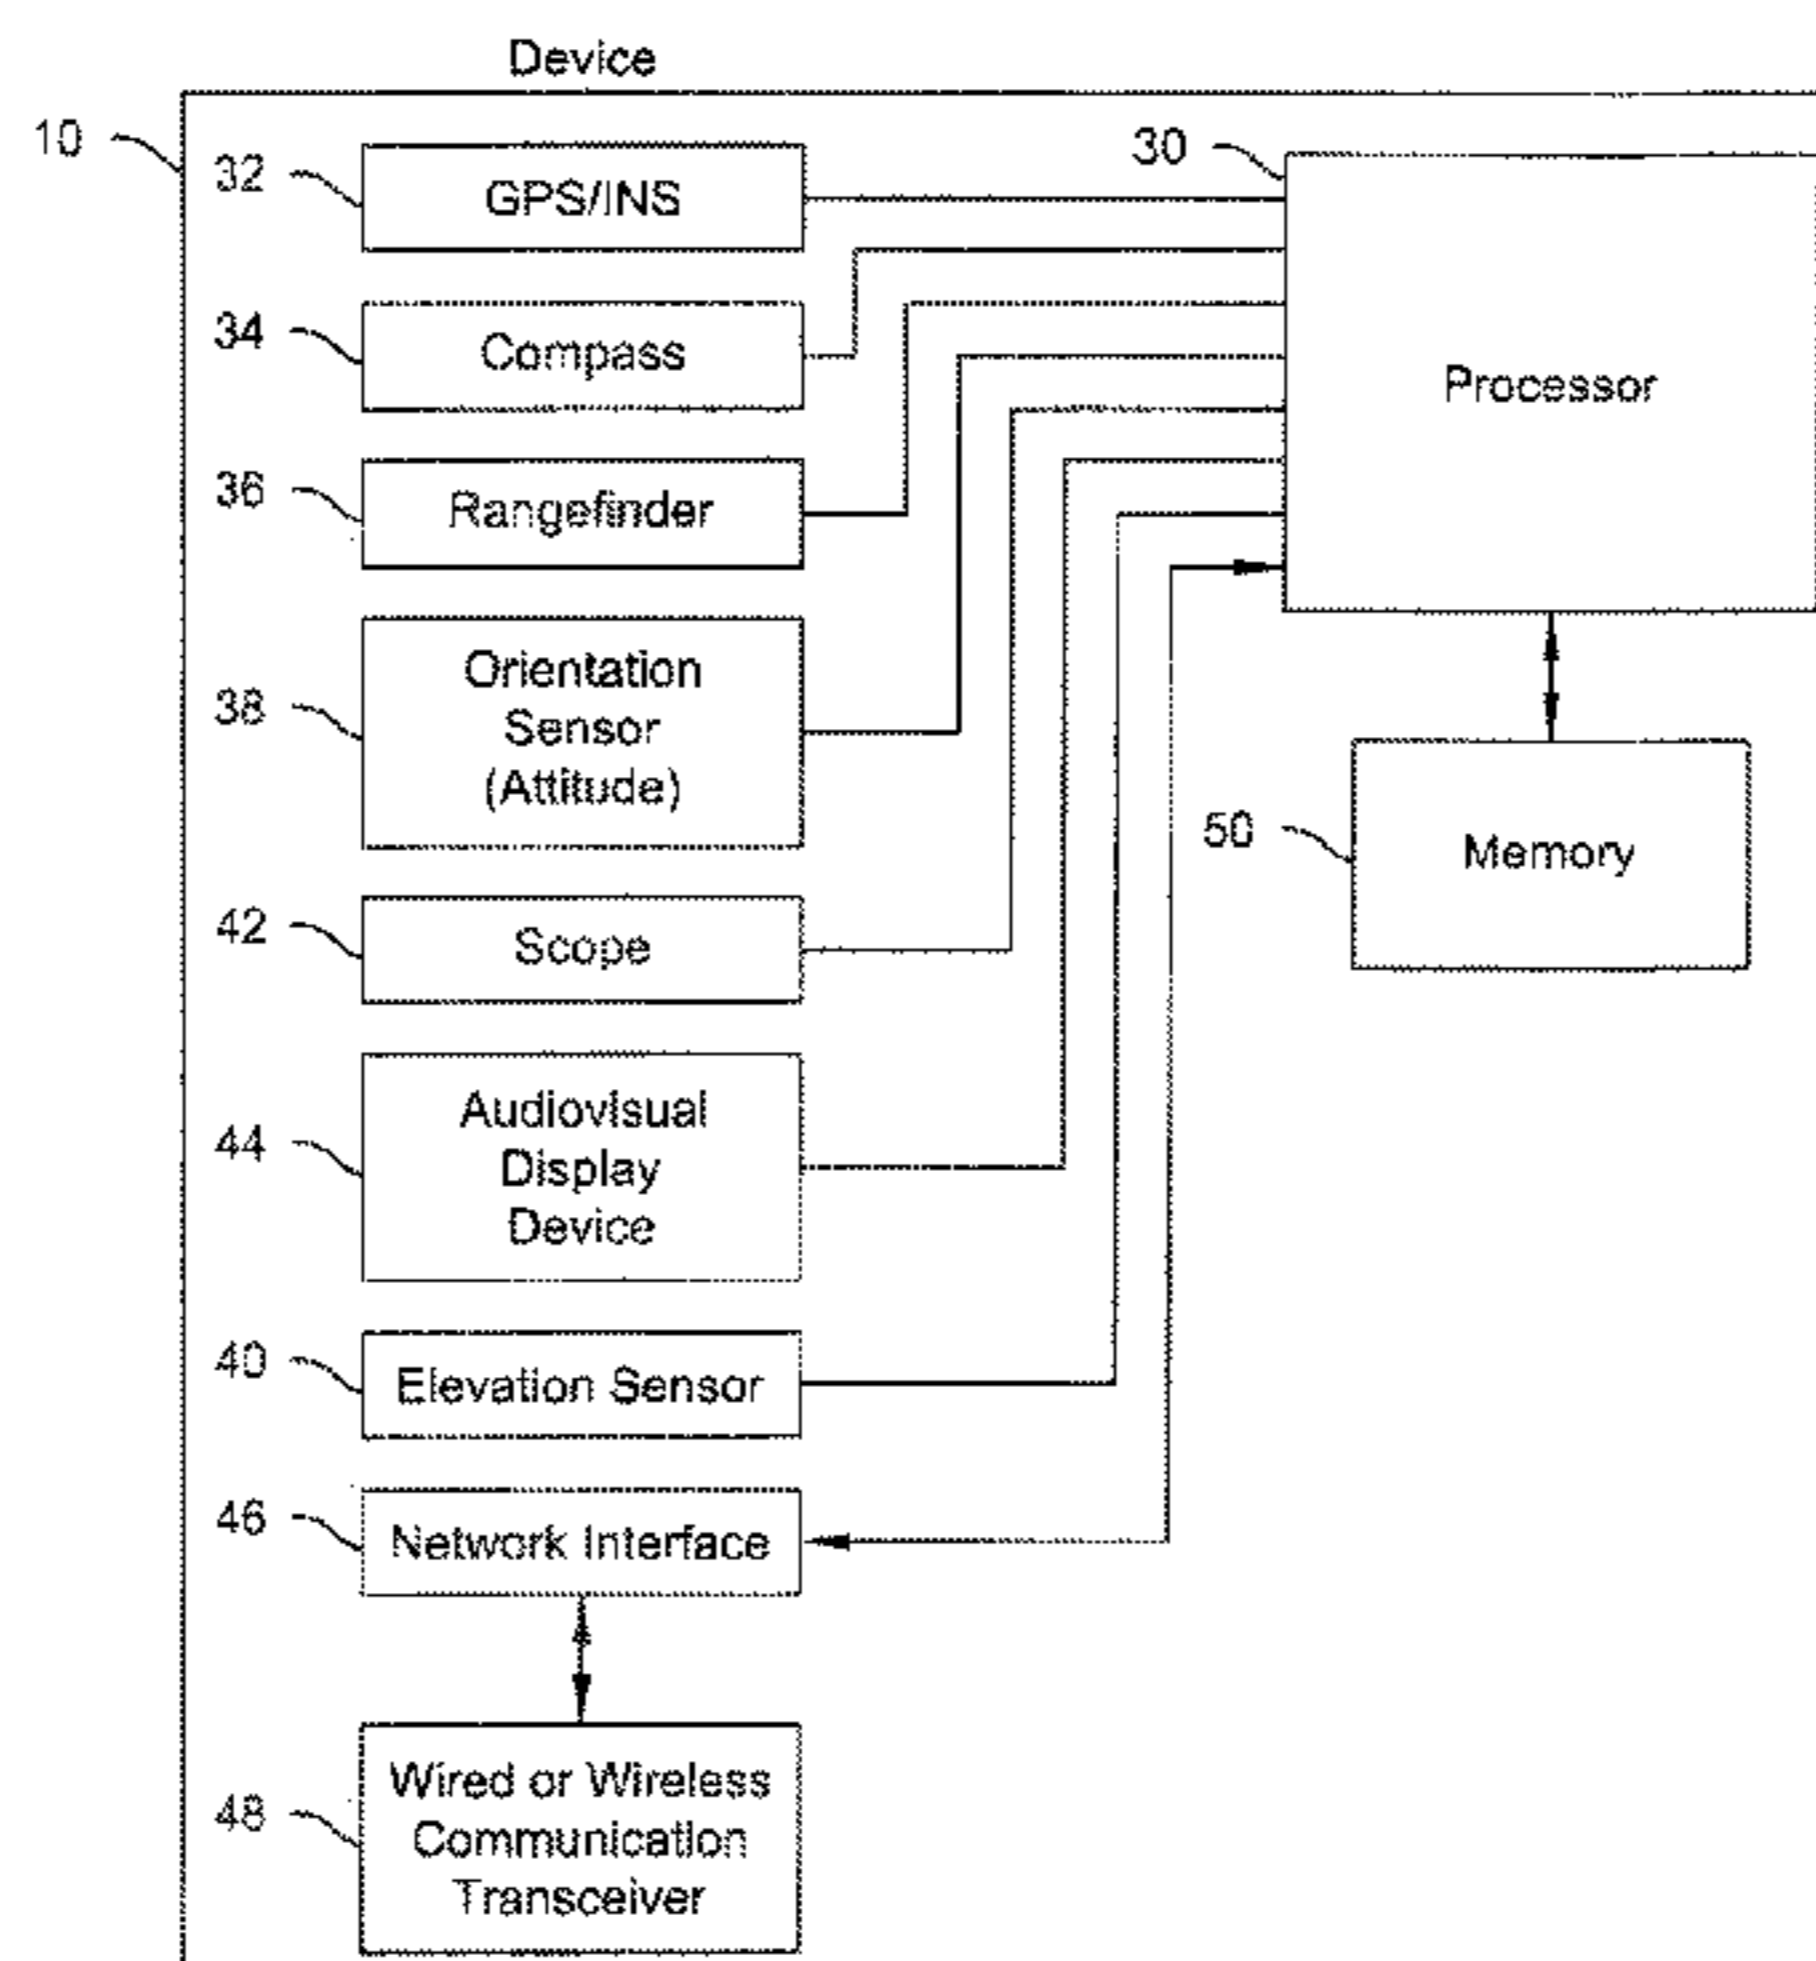 Device
10
32
GPS/INS
30
Processor
34
Compass
36
Rangefinder
38
Orientation
Sensor
(Attitude)
42
Scope
50
Memory
44
Audiovisual
Display
Device
40
Elevation Sensor
46
Network Interface
48
Wired or Wireless
Communication
Transceiver